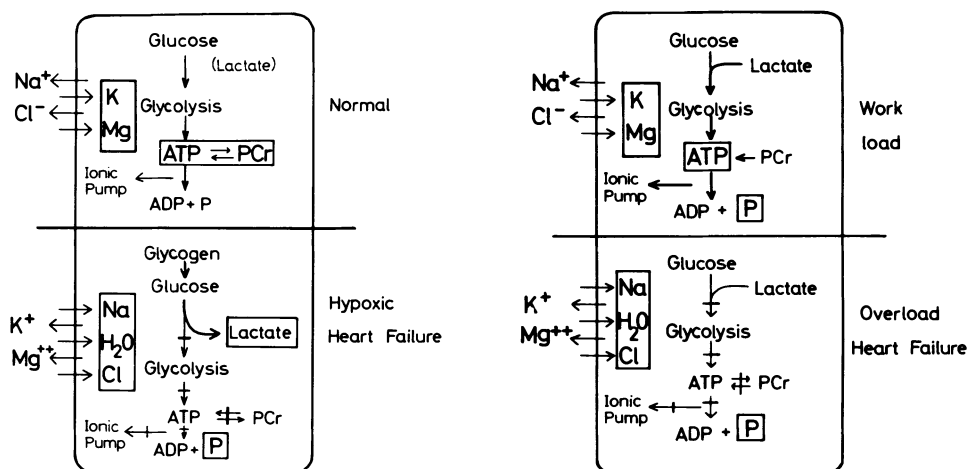 Glucose
(Lactate)
Na⁺
Cl⁻
K
Mg
Glycolysis
Normal
ATP ⇄ PCr
Ionic
Pump
ADP + P
Glucose
Lactate
Na⁺
Cl⁻
K
Mg
Glycolysis
Work
load
ATP ← PCr
Ionic
Pump
ADP + P
Glycogen
Glucose
Na
K⁺
H₂O
Mg⁺⁺
Cl
Lactate
Hypoxic
Heart Failure
Glycolysis
ATP ⇄ PCr
Ionic
Pump
ADP + P
Glucose
Lactate
Na
K⁺
H₂O
Mg⁺⁺
Cl
Glycolysis
Overload
Heart Failure
ATP ⇄ PCr
Ionic
Pump
ADP + P